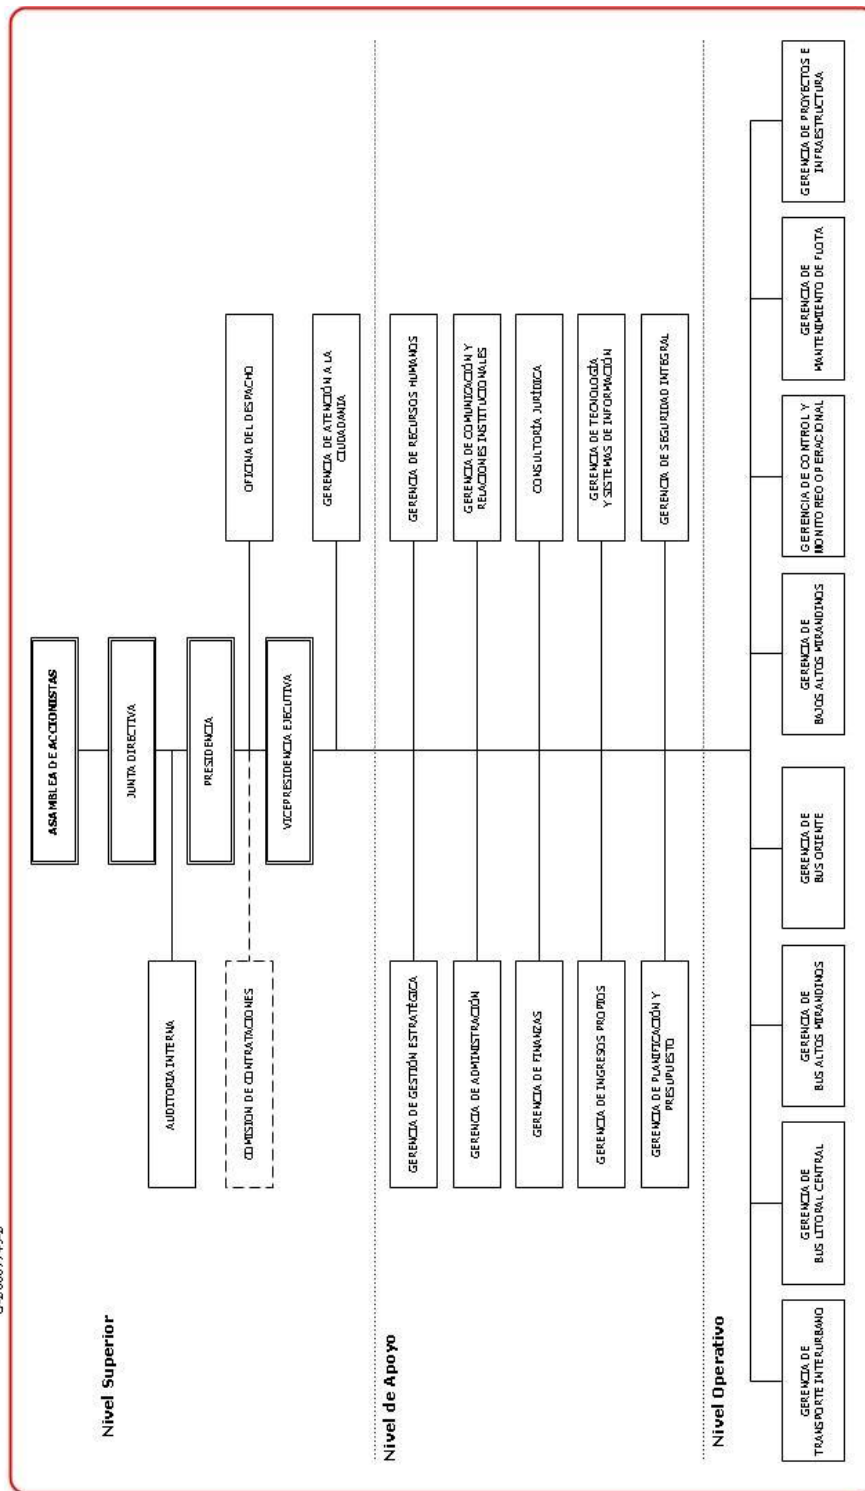 Nivel Superior
ASAMBLEA DE ACCIONISTAS
JUNTA DIRECTIVA
AUDITORIA INTERNA
PRESIDENCIA
COMISION DE CONTRATACIONES
OFICINA DEL DESPACHO
VICEPRESIDENCIA EJECUTIVA
GERENCIA DE ATENCIÓN A LA
CIUDADANIA
Nivel de Apoyo
GERENCIA DE GESTIÓN ESTRATÉGICA
GERENCIA DE RECURSOS HUMANOS
GERENCIA DE ADMINISTRACIÓN
GERENCIA DE COMUNICACIÓN Y
RELACIONES INSTITUCIONALES
GERENCIA DE FINANZAS
CONSULTORÍA JURÍDICA
GERENCIA DE INGRESOS PROPIOS
GERENCIA DE TECNOLOGÍA
Y SISTEMAS DE INFORMACIÓN
GERENCIA DE PLANIFICACIÓN Y
PRESUPUESTO
GERENCIA DE SEGURIDAD INTEGRAL
Nivel Operativo
GERENCIA DE
TRANSPORTE INTERURBANO
GERENCIA DE
BUS LITORAL CENTRAL
GERENCIA DE
BUS ALTOS MIRANDINOS
GERENCIA DE
BUS ORIENTE
GERENCIA DE
BAJOS ALTOS MIRANDINOS
GERENCIA DE CONTROL Y
MONITOREO OPERACIONAL
GERENCIA DE
MANTENIMIENTO DE FLOTA
GERENCIA DE PROYECTOS E
INFRAESTRUCTURA